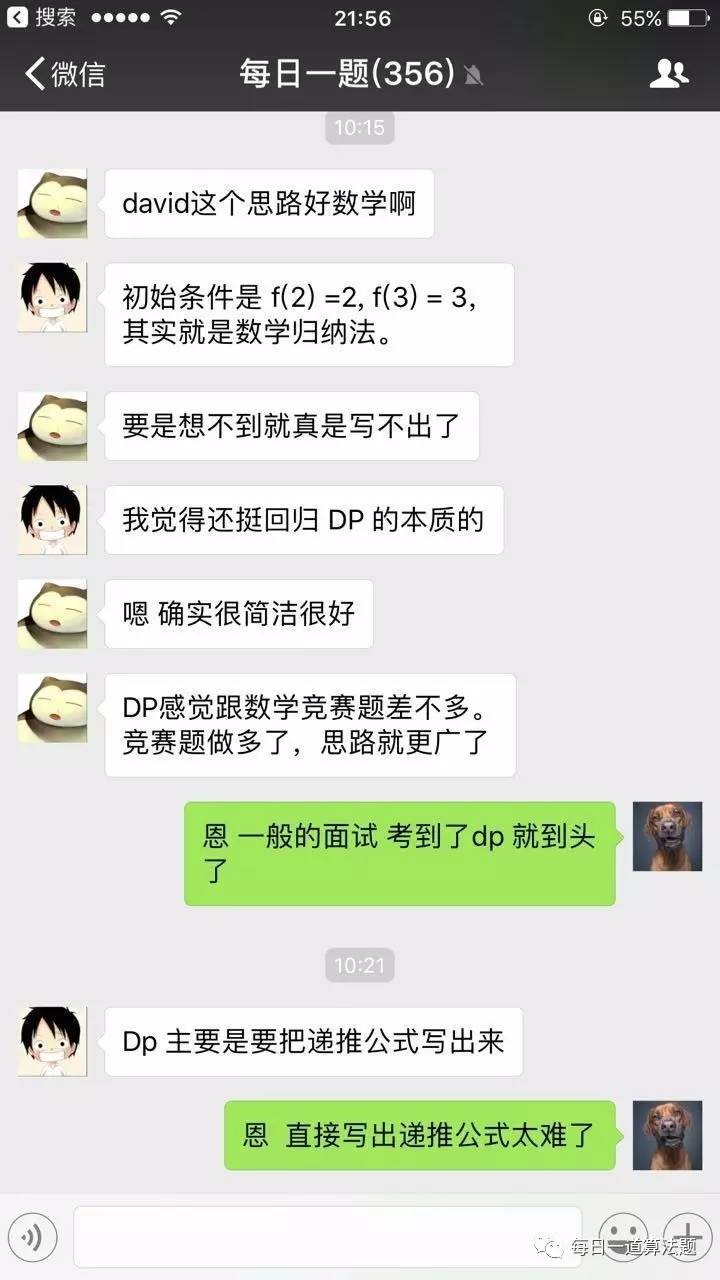 搜索
21:56
55%
微信
每日一题(356)
10:15
david这个思路好数学啊
初始条件是 f(2) =2, f(3) = 3,
其实就是数学归纳法。
要是想不到就真是写不出了
我觉得还挺回归 DP 的本质的
嗯 确实很简洁很好
DP感觉跟数学竞赛题差不多。
竞赛题做多了，思路就更广了
恩 一般的面试 考到了dp 就到头
了
10:21
Dp 主要是要把递推公式写出来
恩 直接写出递推公式太难了
每日一道算法题